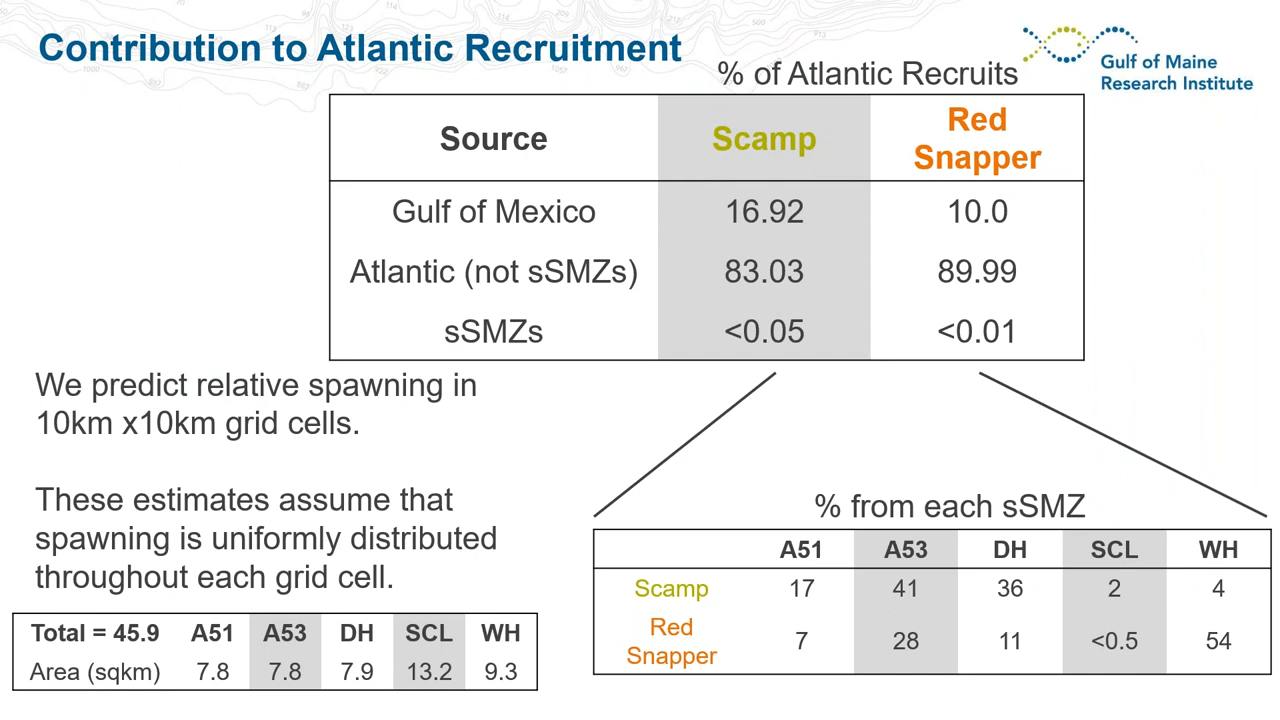 Contribution to Atlantic Recruitment
Gulf of Maine
Research Institute
% of Atlantic Recruits
Source Scamp Red Snapper
Gulf of Mexico 16.92 10.0
Atlantic (not sSMZs) 83.03 89.99
sSMZs <0.05 <0.01
We predict relative spawning in
10km x10km grid cells.
These estimates assume that
spawning is uniformly distributed
throughout each grid cell.
Total = 45.9 A51 A53 DH SCL WH
Area (sqkm) 7.8 7.8 7.9 13.2 9.3
% from each sSMZ
A51 A53 DH SCL WH
Scamp 17 41 36 2 4
Red Snapper 7 28 11 <0.5 54